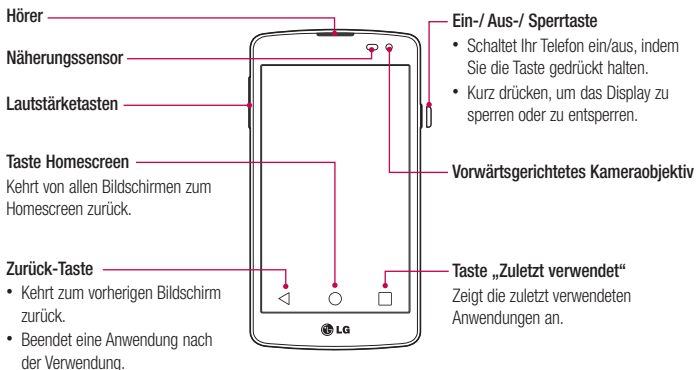 Hörer
Näherungssensor
Lautstärketasten
Taste Homescreen
Kehrt von allen Bildschirmen zum
Homescreen zurück.
Zurück-Taste
• Kehrt zum vorherigen Bildschirm
zurück.
• Beendet eine Anwendung nach
der Verwendung.
LG
Ein-/ Aus-/ Sperrtaste
• Schaltet Ihr Telefon ein/aus, indem
Sie die Taste gedrückt halten.
• Kurz drücken, um das Display zu
sperren oder zu entsperren.
Vorwärtsgerichtetes Kameraobjektiv
Taste „Zuletzt verwendet“
Zeigt die zuletzt verwendeten
Anwendungen an.